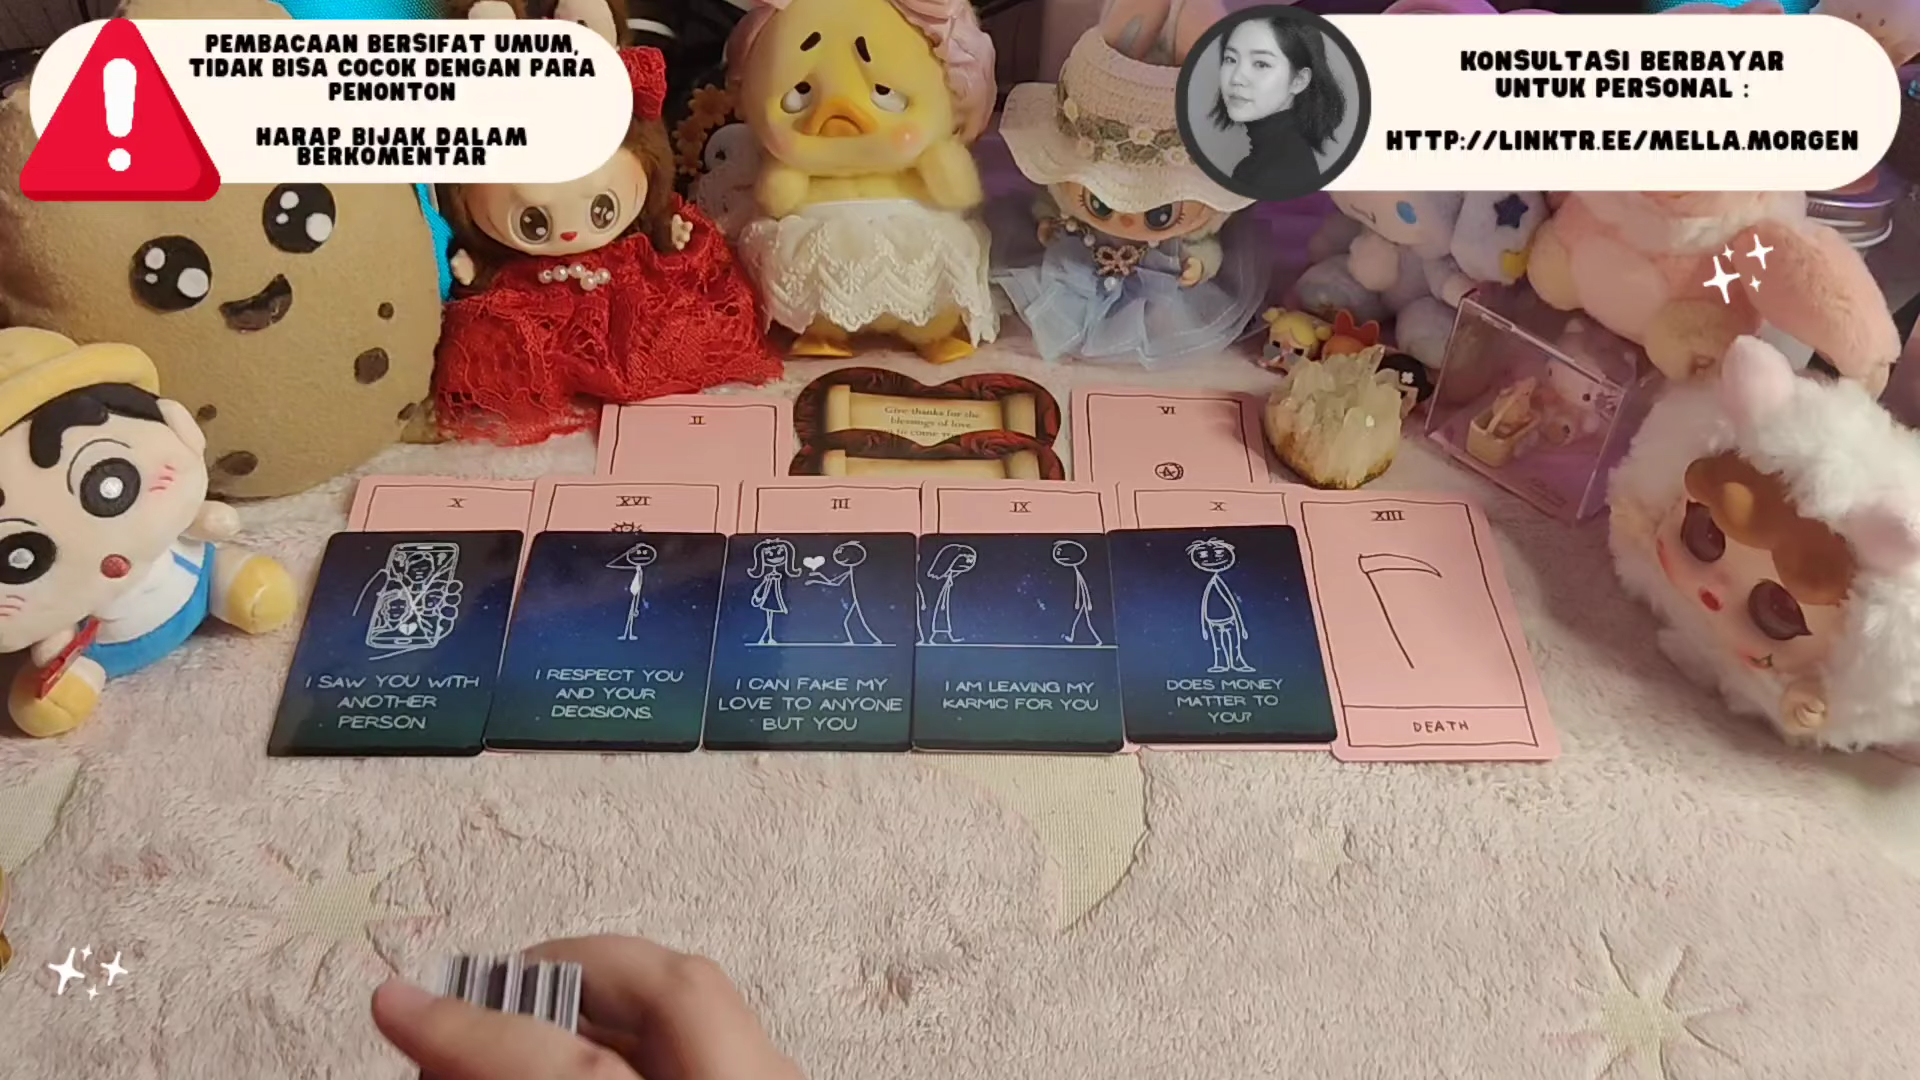 PEMBACAAN BERSIFAT UMUM,
TIDAK BISA COCOK DENGAN PARA
PENONTON
HARAP BIJAK DALAM
BERKOMENTAR
KONSULTASI BERBAYAR
UNTUK PERSONAL :
HTTP://LINKTR.EE/MELLA.MORGEN
II
Give thanks for the
blessings of love
to come
VI
X
XVI
III
IX
X
XIII
I SAW YOU WITH
ANOTHER
PERSON
I RESPECT YOU
AND YOUR
DECISIONS.
I CAN FAKE MY
LOVE TO ANYONE
BUT YOU
I AM LEAVING MY
KARMIC FOR YOU
DOES MONEY
MATTER TO
YOU?
DEATH